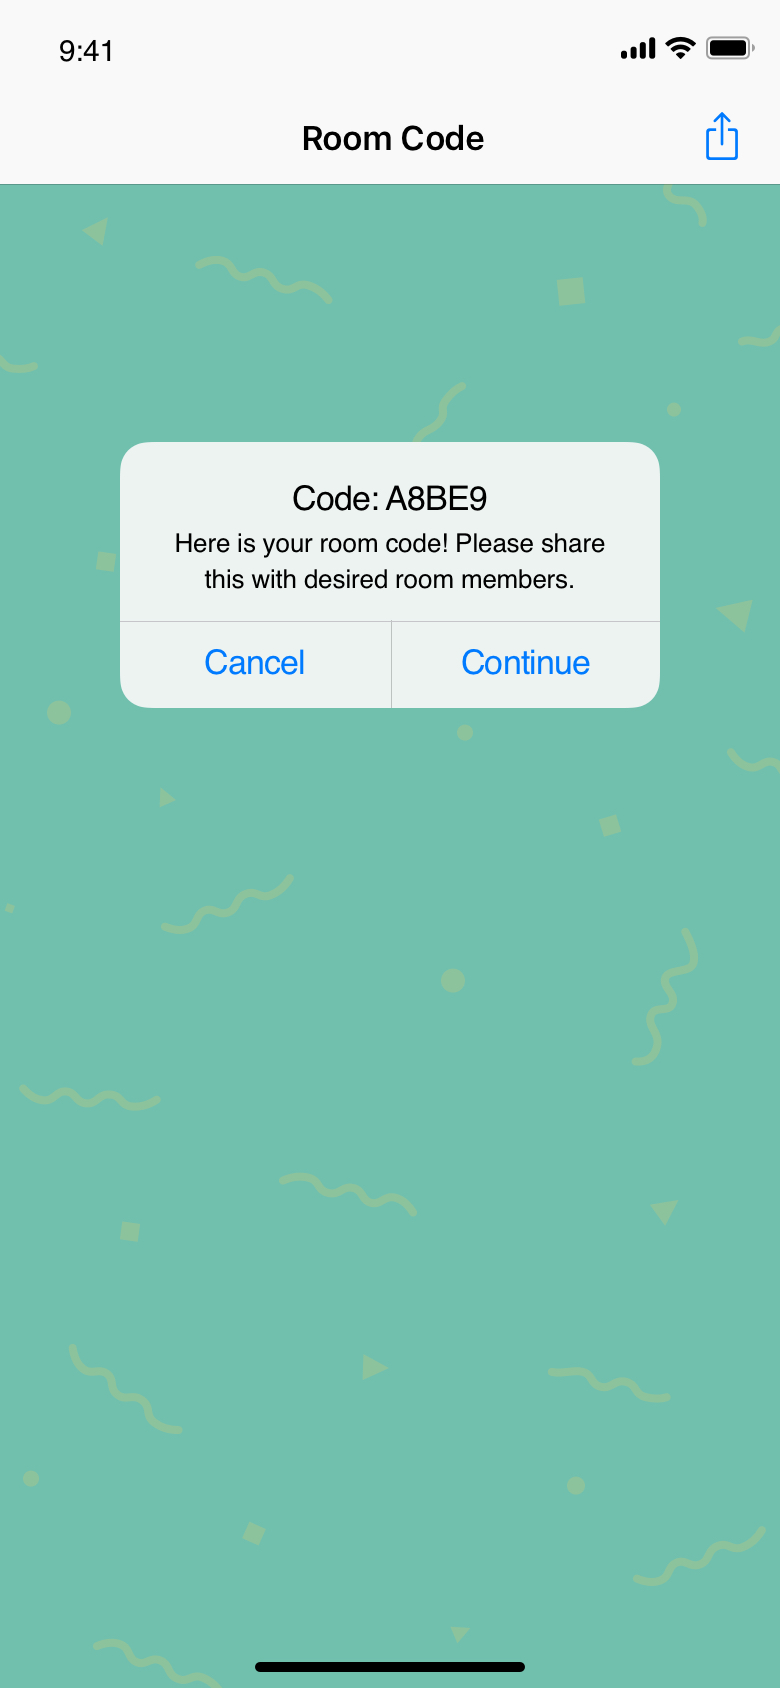 9:41
Room Code
Code: A8BE9
Here is your room code! Please share
this with desired room members.
Cancel
Continue